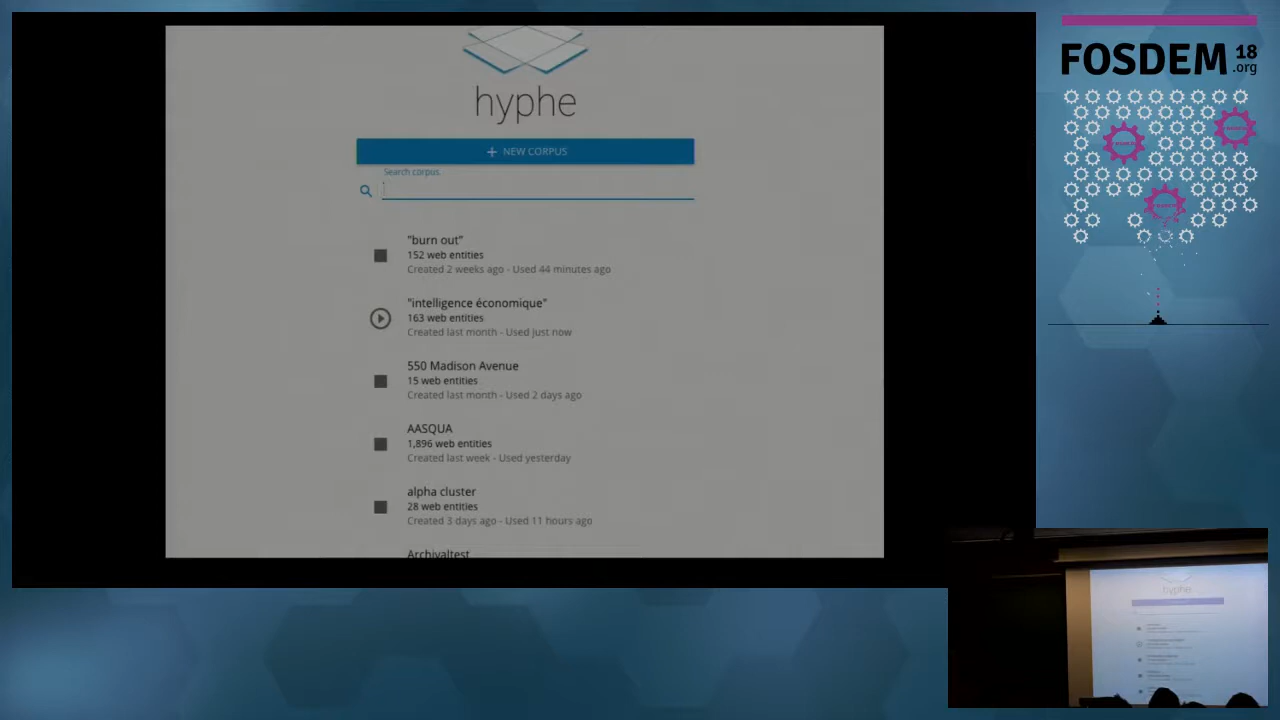 hyphe
+ NEW CORPUS
Search corpus
"burn out"
152 web entities
Created 2 weeks ago - Used 44 minutes ago
"intelligence économique"
163 web entities
Created last month - Used just now
550 Madison Avenue
15 web entities
Created last month - Used 2 days ago
AASQUA
1,896 web entities
Created last week - Used yesterday
alpha cluster
28 web entities
Created 3 days ago - Used 11 hours ago
Archivaltest
FOSDEM 18
.org
hyphe